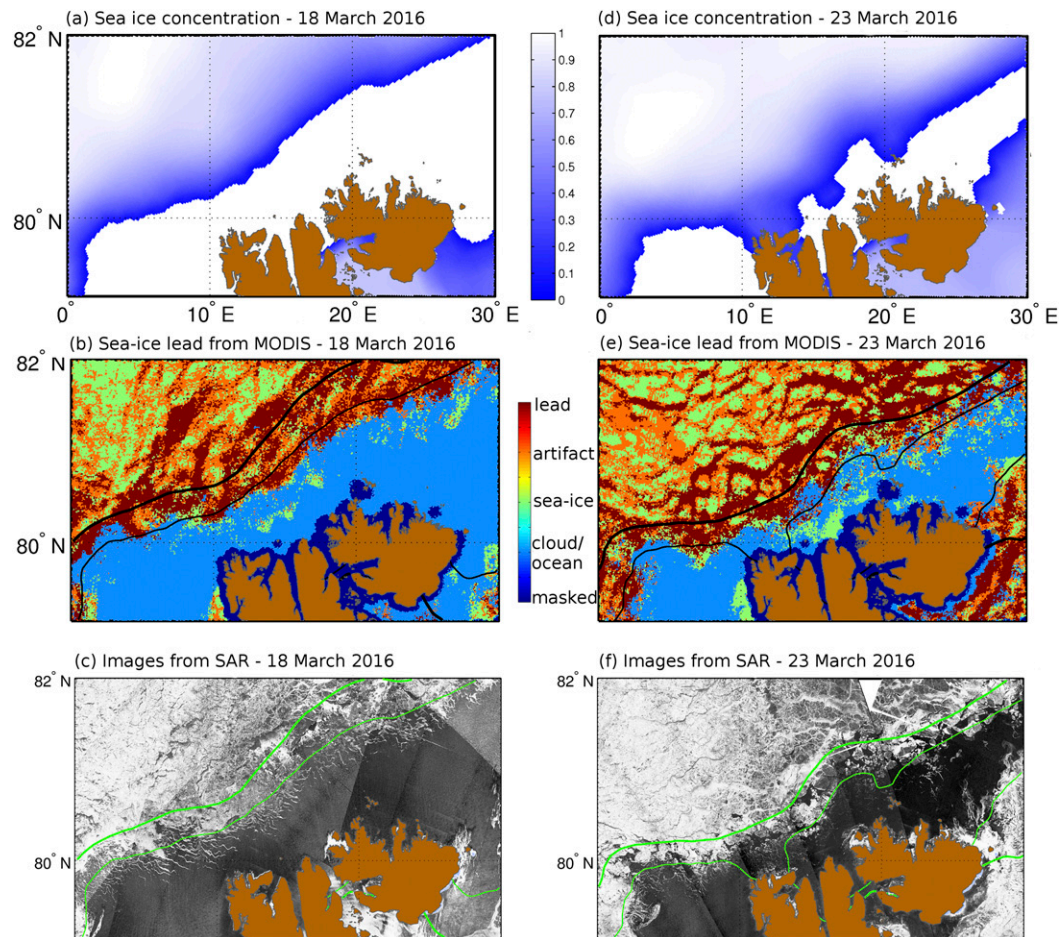 (a) Sea ice concentration - 18 March 2016
(d) Sea ice concentration - 23 March 2016
82° N
80° N
0°
10° E
20°
30° E
1
0.9
0.8
0.7
0.6
0.5
0.4
0.3
0.2
0.1
0
0°
10° E
20°
30° E
(b) Sea-ice lead from MODIS - 18 March 2016
(e) Sea-ice lead from MODIS - 23 March 2016
82° N
80° N
lead
artifact
sea-ice
cloud/
ocean
masked
82° N
80° N
(c) Images from SAR - 18 March 2016
(f) Images from SAR - 23 March 2016
82° N
80° N
82° N
80° N